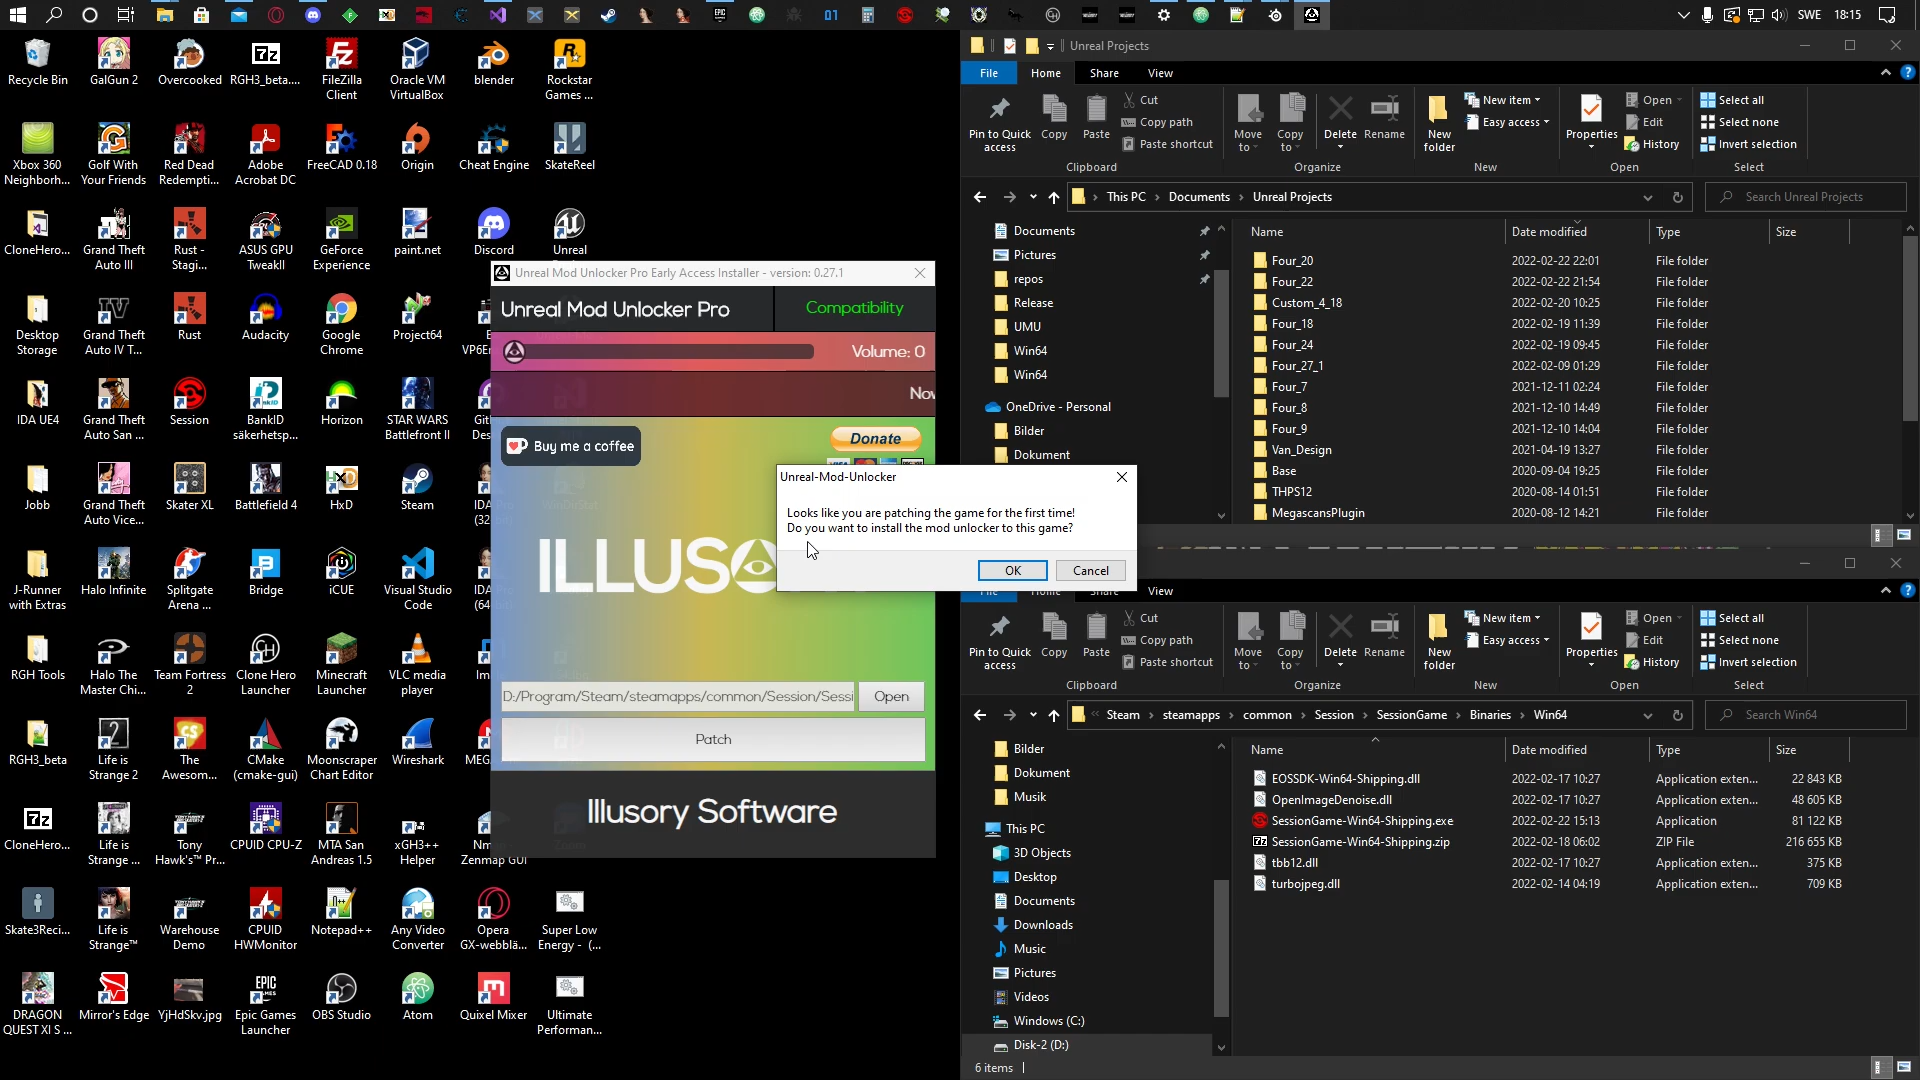 SWE
18:15
Recycle Bin
GalGun 2
Overcooked
RGH3_beta....
FileZilla
Client
Oracle VM
VirtualBox
blender
Rockstar
Games ...
Xbox 360
Neighborh...
Golf With
Your Friends
Red Dead
Redempti...
Adobe
Acrobat DC
FreeCAD 0.18
Origin
Cheat Engine
SkateReel
CloneHero...
Grand Theft
Auto III
Rust -
Stagi...
ASUS GPU
TweakII
GeForce
Experience
paint.net
Discord
Unreal
Desktop
Storage
Grand Theft
Auto IV T...
Rust
Audacity
Google
Chrome
Project64
VP6En
IDA UE4
Grand Theft
Auto San ...
Session
BankID
säkerhetsp...
Horizon
STAR WARS
Battlefront II
Jobb
Grand Theft
Auto Vice...
Skater XL
Battlefield 4
HxD
Steam
J-Runner
with Extras
Halo Infinite
Splitgate
Arena ...
Bridge
iCUE
Visual Studio
Code
RGH Tools
Halo The
Master Chi...
Team Fortress
2
Clone Hero
Launcher
Minecraft
Launcher
VLC media
player
RGH3_beta
Life is
Strange 2
The
Awesom...
CMake
(cmake-gui)
Moonscraper
Chart Editor
Wireshark
CloneHero...
Life is
Strange ...
Tony
Hawk's™ Pr...
CPUID CPU-Z
MTA San
Andreas 1.5
xGH3++
Helper
Nmap -
Zenmap GUI
Skate3Reci...
Life is
Strange™
Warehouse
Demo
CPUID
HWMonitor
Notepad++
Any Video
Converter
Opera
GX-webblä...
Super Low
Energy - (...
DRAGON
QUEST XI S ...
Mirror's Edge
YjHdSkv.jpg
Epic Games
Launcher
OBS Studio
Atom
Quixel Mixer
Ultimate
Performan...
Unreal Mod Unlocker Pro Early Access Installer - version: 0.27.1
Unreal Mod Unlocker Pro
Compatibility
Volume: 0
Now
Buy me a coffee
Donate
ILLUSO
D:/Program/Steam/steamapps/common/Session/Sessi
Open
Patch
Illusory Software
Unreal-Mod-Unlocker
Looks like you are patching the game for the first time!
Do you want to install the mod unlocker to this game?
OK
Cancel
Unreal Projects
File
Home
Share
View
Pin to Quick
access
Copy
Paste
Cut
Copy path
Paste shortcut
Clipboard
Move
to
Copy
to
Delete
Rename
Organize
New
folder
New item
Easy access
New
Properties
Open
Edit
History
Open
Select all
Select none
Invert selection
Select
This PC
Documents
Unreal Projects
Search Unreal Projects
Documents
Pictures
repos
Release
UMU
Win64
Win64
OneDrive - Personal
Bilder
Dokument
Name
Date modified
Type
Size
Four_20 2022-02-22 22:01 File folder
Four_22 2022-02-22 21:54 File folder
Custom_4_18 2022-02-20 10:25 File folder
Four_18 2022-02-19 11:39 File folder
Four_24 2022-02-19 09:45 File folder
Four_27_1 2022-02-09 01:29 File folder
Four_7 2021-12-11 02:24 File folder
Four_8 2021-12-10 14:49 File folder
Four_9 2021-12-10 14:04 File folder
Van_Design 2021-04-19 13:27 File folder
Base 2020-09-04 19:25 File folder
THPS12 2020-08-14 01:51 File folder
MegascansPlugin 2020-08-12 14:21 File folder
File
Home
Share
View
Pin to Quick
access
Copy
Paste
Cut
Copy path
Paste shortcut
Clipboard
Move
to
Copy
to
Delete
Rename
Organize
New
folder
New item
Easy access
New
Properties
Open
Edit
History
Open
Select all
Select none
Invert selection
Select
Steam
steamapps
common
Session
SessionGame
Binaries
Win64
Search Win64
Bilder
Dokument
Musik
This PC
3D Objects
Desktop
Documents
Downloads
Music
Pictures
Videos
Windows (C:)
Disk-2 (D:)
Name
Date modified
Type
Size
EOSSDK-Win64-Shipping.dll 2022-02-17 10:27 Application exten... 22 843 KB
OpenImageDenoise.dll 2022-02-17 10:27 Application exten... 48 605 KB
SessionGame-Win64-Shipping.exe 2022-02-22 15:13 Application 81 122 KB
SessionGame-Win64-Shipping.zip 2022-02-18 06:02 ZIP File 216 655 KB
tbb12.dll 2022-02-17 10:27 Application exten... 375 KB
turbojpeg.dll 2022-02-14 04:19 Application exten... 709 KB
6 items